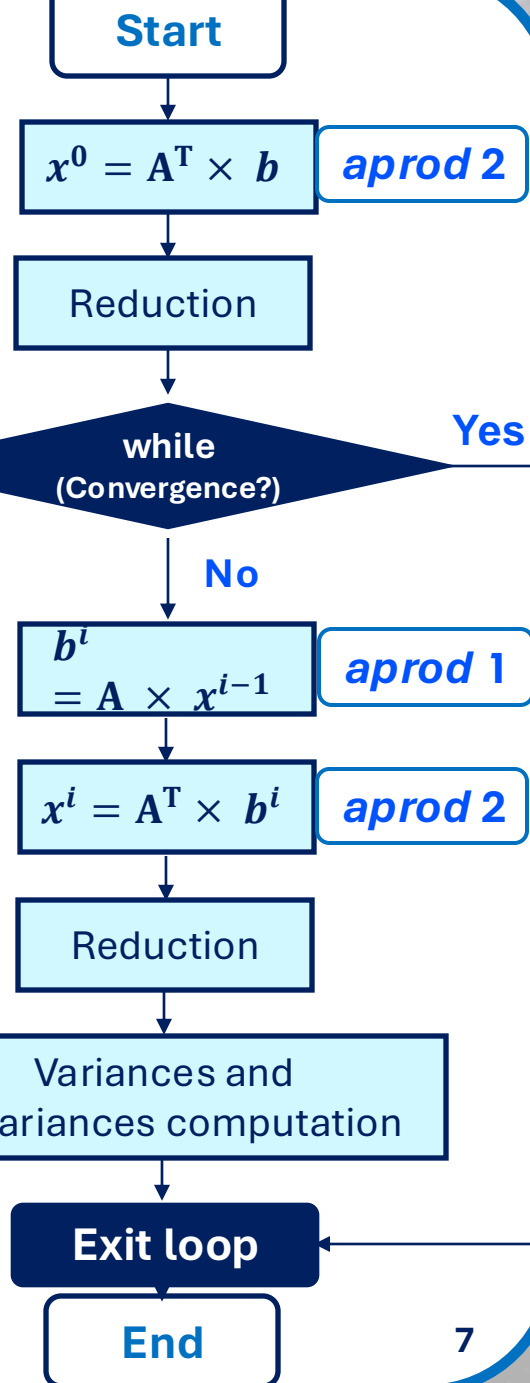 Start
x⁰ = Aᵀ × b
aprod 2
Reduction
while
(Convergence?)
Yes
No
bⁱ
= A × xⁱ⁻¹
aprod 1
xⁱ = Aᵀ × bⁱ
aprod 2
Reduction
Variances and
ariances computation
Exit loop
End
7